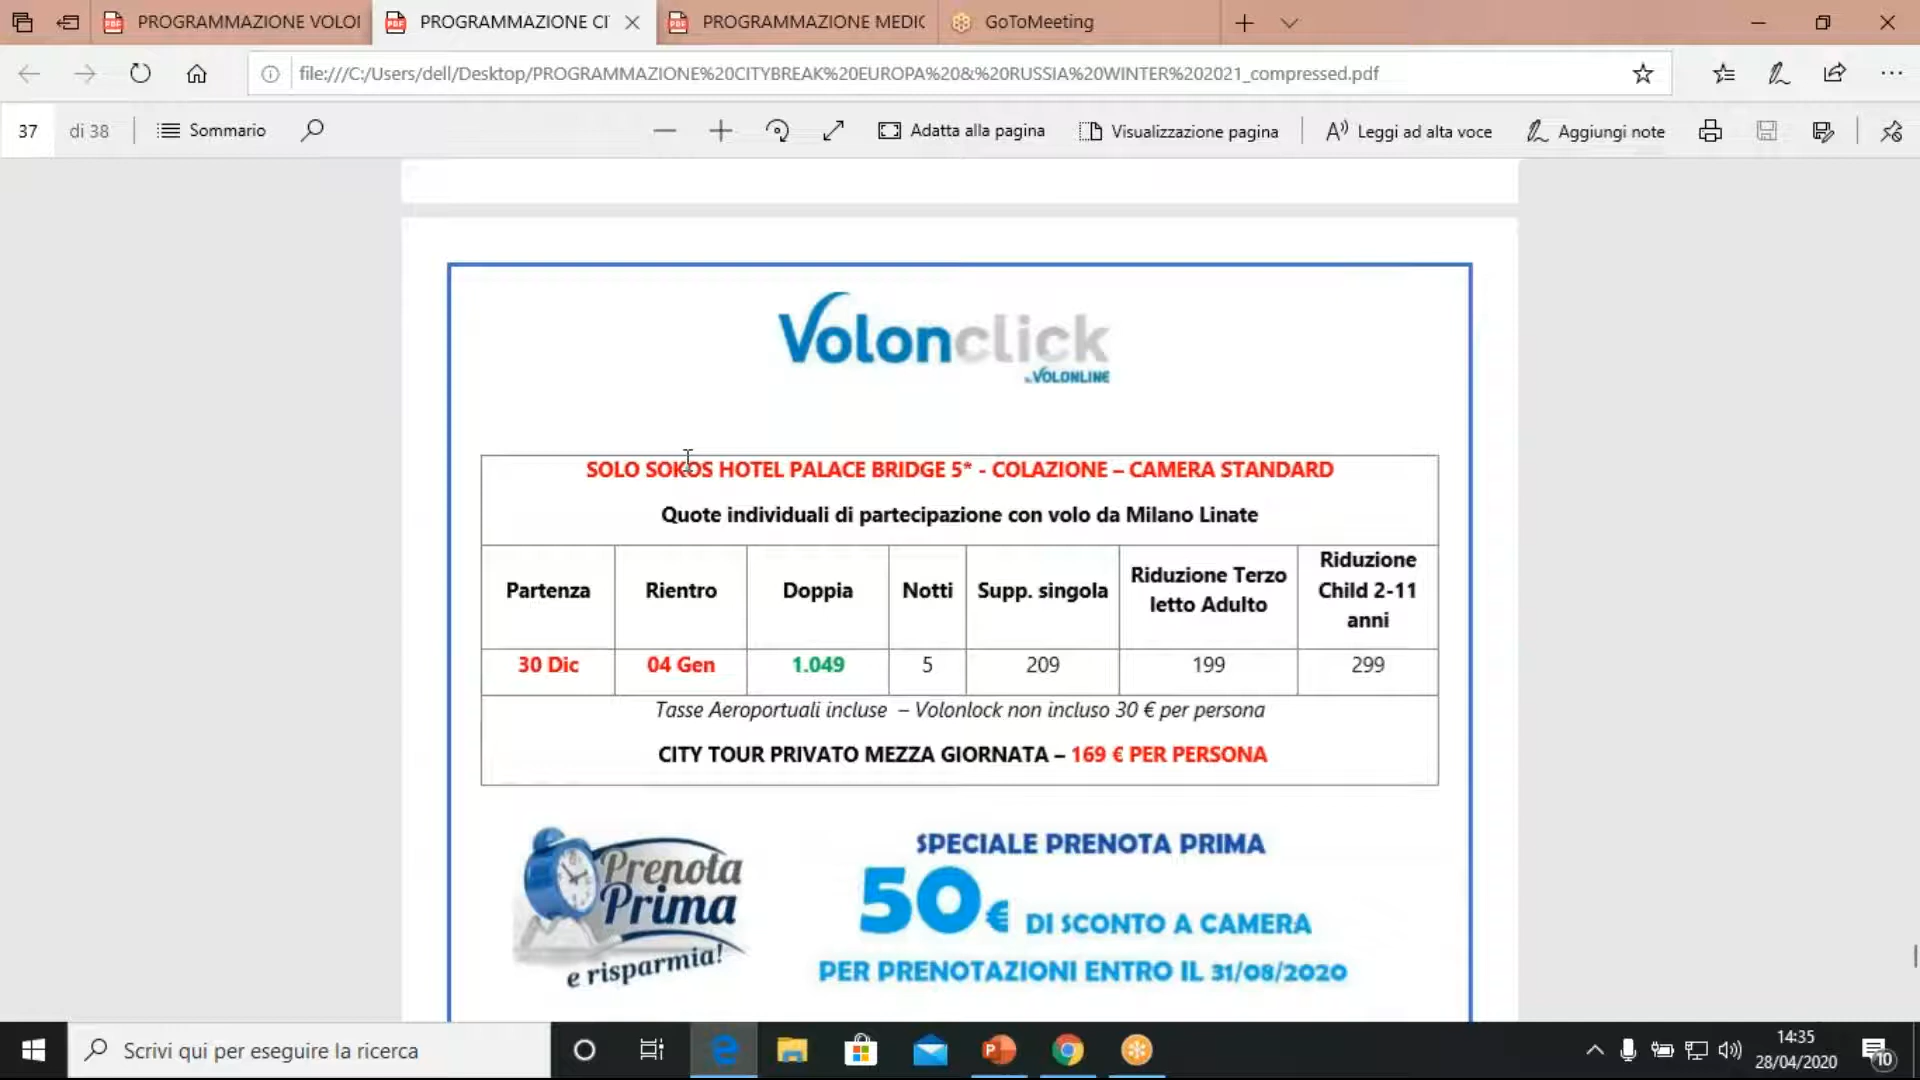 PROGRAMMAZIONE VOLO
PROGRAMMAZIONE CI
PROGRAMMAZIONE MEDIC
GoToMeeting
file:///C:/Users/dell/Desktop/PROGRAMMAZIONE%20CITYBREAK%20EUROPA%20&%20RUSSIA%20WINTER%202021_compressed.pdf
37 di 38 Sommario Adatta alla pagina Visualizzazione pagina Leggi ad alta voce Aggiungi note
Volonclick
by VOLONLINE
SOLO SOKOS HOTEL PALACE BRIDGE 5* - COLAZIONE – CAMERA STANDARD
Quote individuali di partecipazione con volo da Milano Linate
Partenza Rientro Doppia Notti Supp. singola Riduzione Terzo letto Adulto Riduzione Child 2-11 anni
30 Dic 04 Gen 1.049 5 209 199 299
Tasse Aeroportuali incluse – Volonlock non incluso 30 € per persona
CITY TOUR PRIVATO MEZZA GIORNATA – 169 € PER PERSONA
Prenota
Prima
e risparmia!
SPECIALE PRENOTA PRIMA
50€ DI SCONTO A CAMERA
PER PRENOTAZIONI ENTRO IL 31/08/2020
Scrivi qui per eseguire la ricerca
14:35
28/04/2020
10